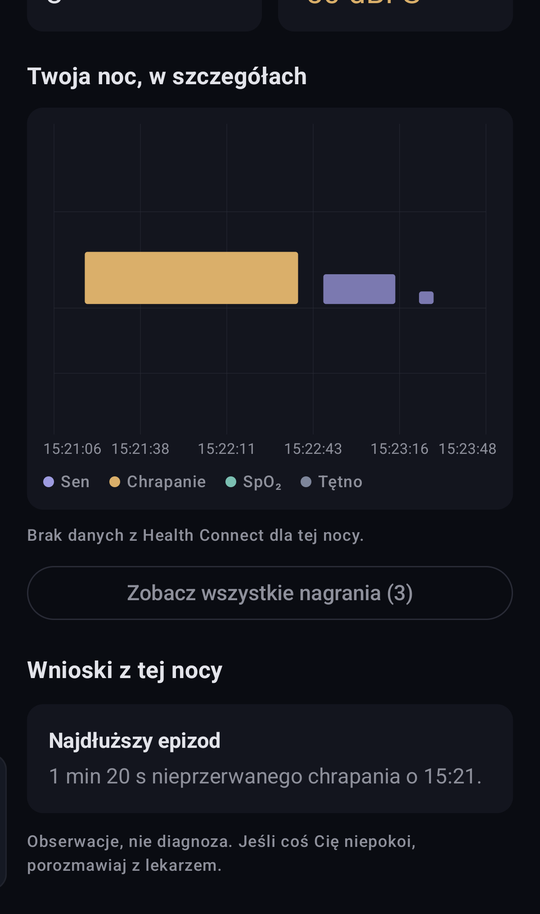 Twoja noc, w szczegółach
15:21:06 15:21:38 15:22:11 15:22:43 15:23:16 15:23:48
Sen Chrapanie SpO₂ Tętno
Brak danych z Health Connect dla tej nocy.
Zobacz wszystkie nagrania (3)
Wnioski z tej nocy
Najdłuższy epizod
1 min 20 s nieprzerwanego chrapania o 15:21.
Obserwacje, nie diagnoza. Jeśli coś Cię niepokoi,
porozmawiaj z lekarzem.